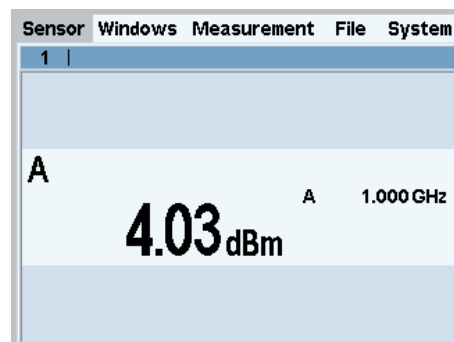 Sensor Windows Measurement File System
1 |
A
4.03 dBm A 1.000 GHz